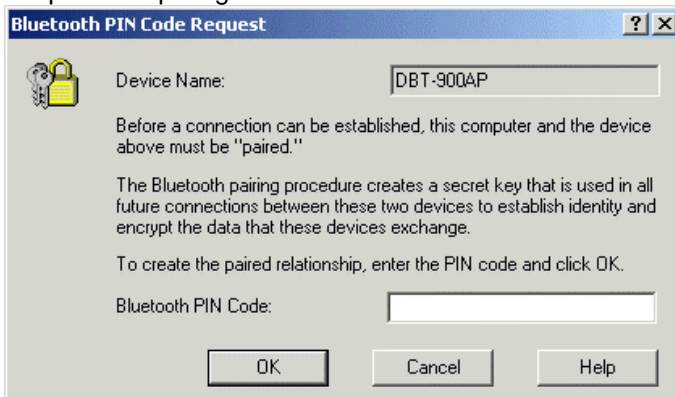 Bluetooth PIN Code Request
Device Name: DBT-900AP
Before a connection can be established, this computer and the device
above must be "paired."
The Bluetooth pairing procedure creates a secret key that is used in all
future connections between these two devices to establish identity and
encrypt the data that these devices exchange.
To create the paired relationship, enter the PIN code and click OK.
Bluetooth PIN Code:
OK Cancel Help